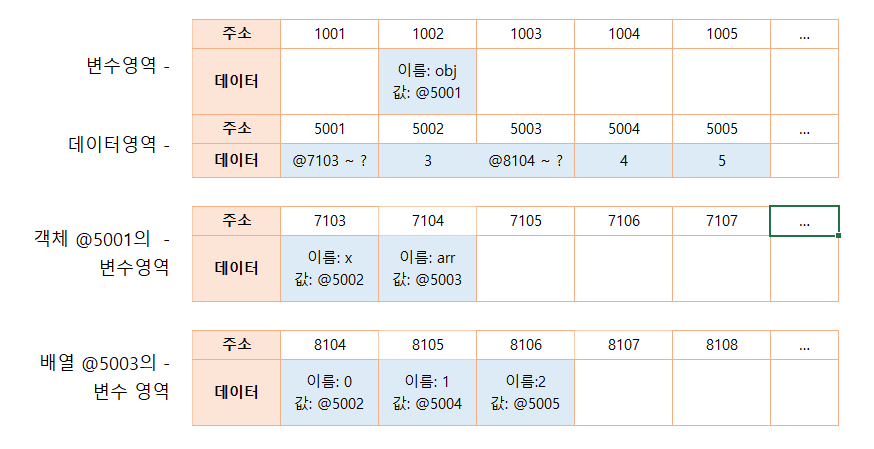 주소 1001 1002 1003 1004 1005 ...
변수영역 -
데이터
이름: obj
값: @5001
주소 5001 5002 5003 5004 5005 ...
데이터영역 -
데이터 @7103 ~ ? 3 @8104 ~ ? 4 5
주소 7103 7104 7105 7106 7107 ...
객체 @5001의 -
변수영역
데이터
이름: x 이름: arr
값: @5002 값: @5003
주소 8104 8105 8106 8107 8108 ...
배열 @5003의 -
변수 영역
데이터
이름: 0 이름: 1 이름:2
값: @5002 값: @5004 값: @5005